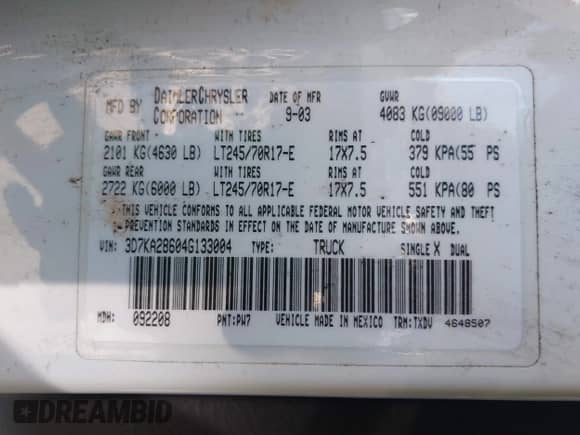 MFD BY DAIMLERCHRYSLER CORPORATION DATE OF MFR 9-03 GVWR 4083 KG(09000 LB)
GAWR FRONT - WITH TIRES RIMS AT COLD
2101 KG(4630 LB) LT245/70R17-E 17X7.5 379 KPA(55 PS
GAWR REAR WITH TIRES RIMS AT COLD
2722 KG(6000 LB) LT245/70R17-E 17X7.5 551 KPA(80 PS
THIS VEHICLE CONFORMS TO ALL APPLICABLE FEDERAL MOTOR VEHICLE SAFETY AND THEFT
PREVENTION STANDARDS IN EFFECT ON THE DATE OF MANUFACTURE SHOWN ABOVE.
VIN: 3D7KA28604G133004 TYPE: TRUCK SINGLE X DUAL
MDH: 092208 PNT:PW7 VEHICLE MADE IN MEXICO TRM:TXDV 4648507
DREAMBID